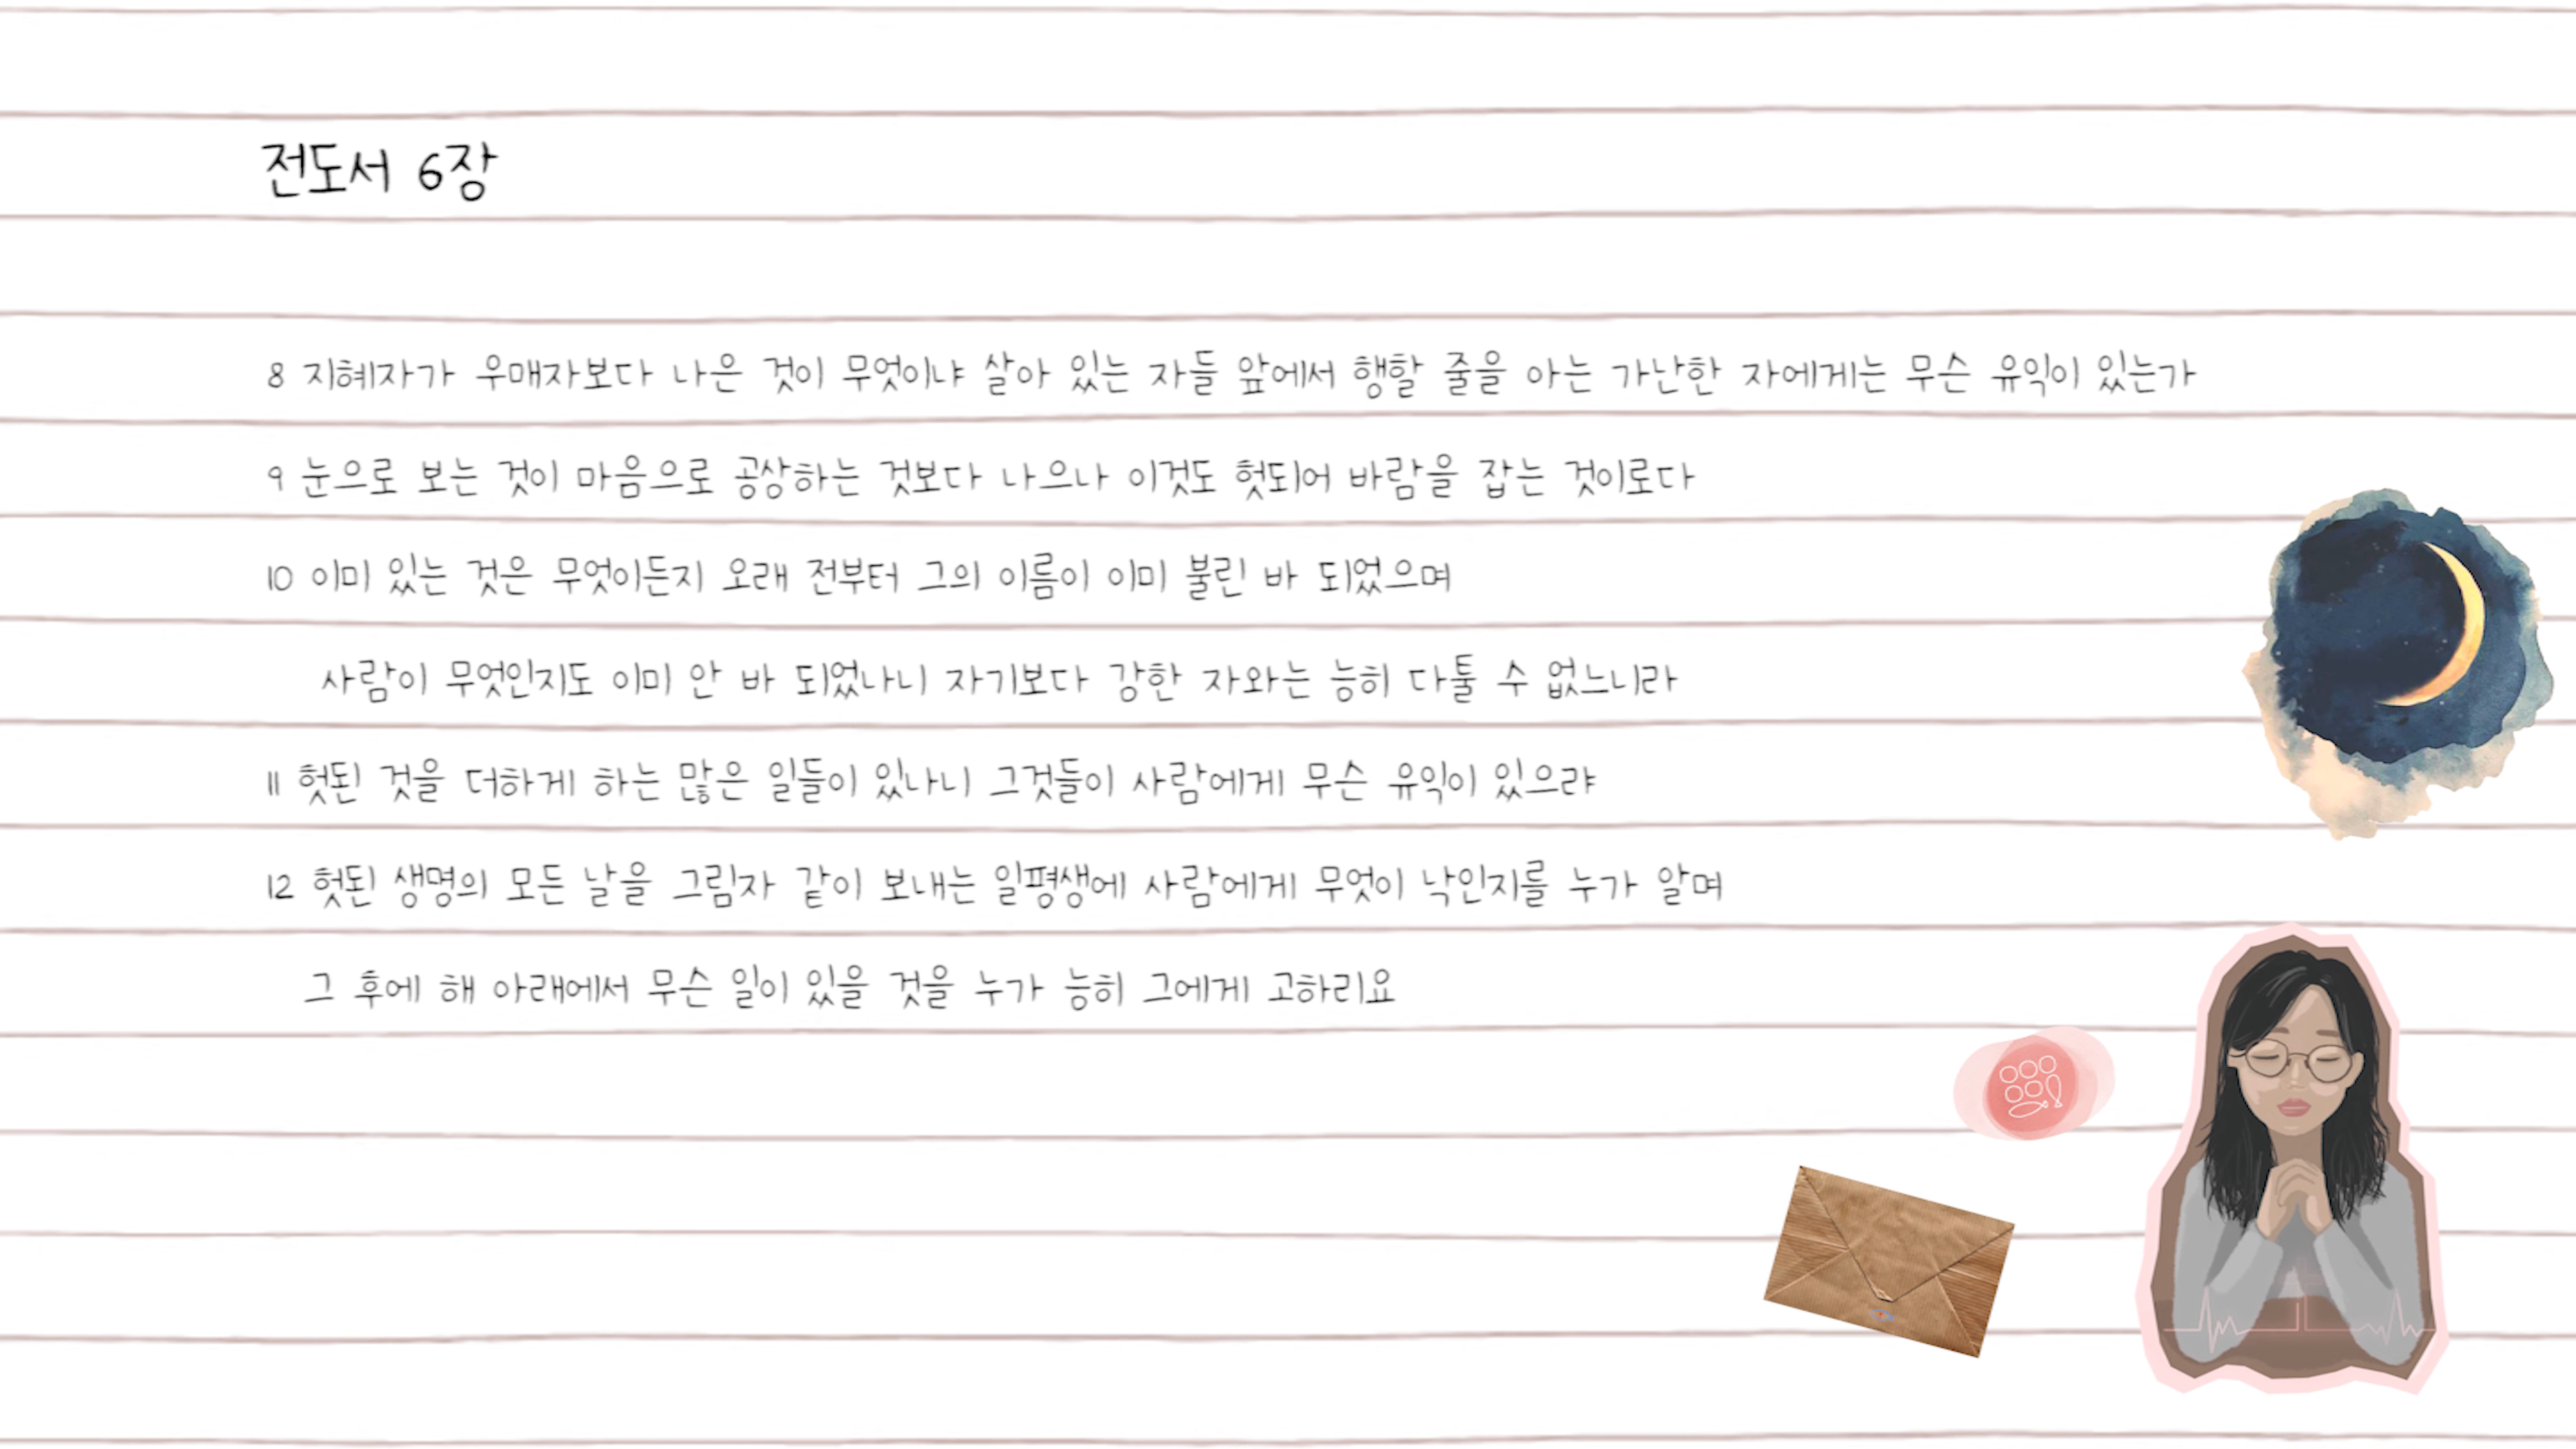 전도서 6장
8 지혜자가 우매자보다 나은 것이 무엇이냐 살아 있는 자들 앞에서 행할 줄을 아는 가난한 자에게는 무슨 유익이 있는가
9 눈으로 보는 것이 마음으로 공상하는 것보다 나으나 이것도 헛되어 바람을 잡는 것이로다
10 이미 있는 것은 무엇이든지 오래 전부터 그의 이름이 이미 불린 바 되었으며
사람이 무엇인지도 이미 안 바 되었나니 자기보다 강한 자와는 능히 다툴 수 없느니라
11 헛된 것을 더하게 하는 많은 일들이 있나니 그것들이 사람에게 무슨 유익이 있으랴
12 헛된 생명의 모든 날을 그림자 같이 보내는 일평생에 사람에게 무엇이 낙인지를 누가 알며
그 후에 해 아래에서 무슨 일이 있을 것을 누가 능히 그에게 고하리요